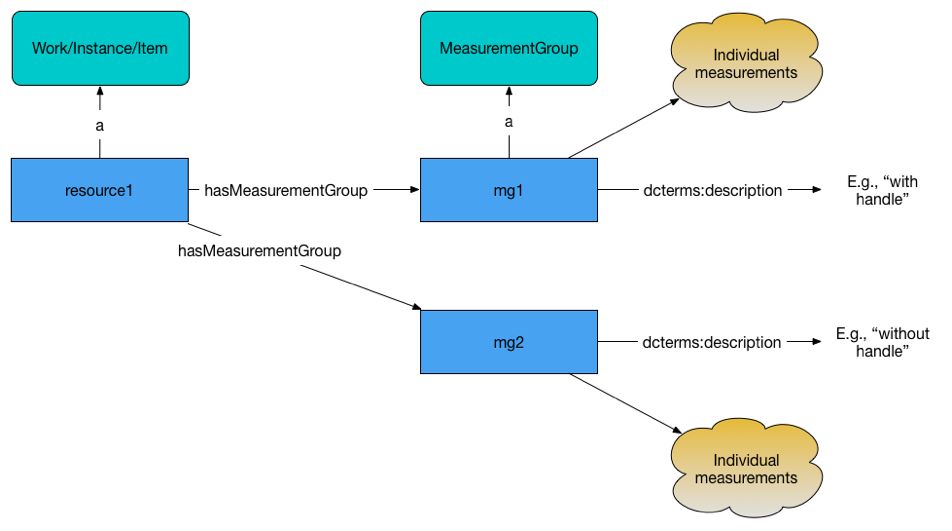 Work/Instance/Item
MeasurementGroup
Individual
measurements
a
a
resource1
hasMeasurementGroup
mg1
dcterms:description
E.g., “with
handle”
hasMeasurementGroup
mg2
dcterms:description
E.g., “without
handle”
Individual
measurements